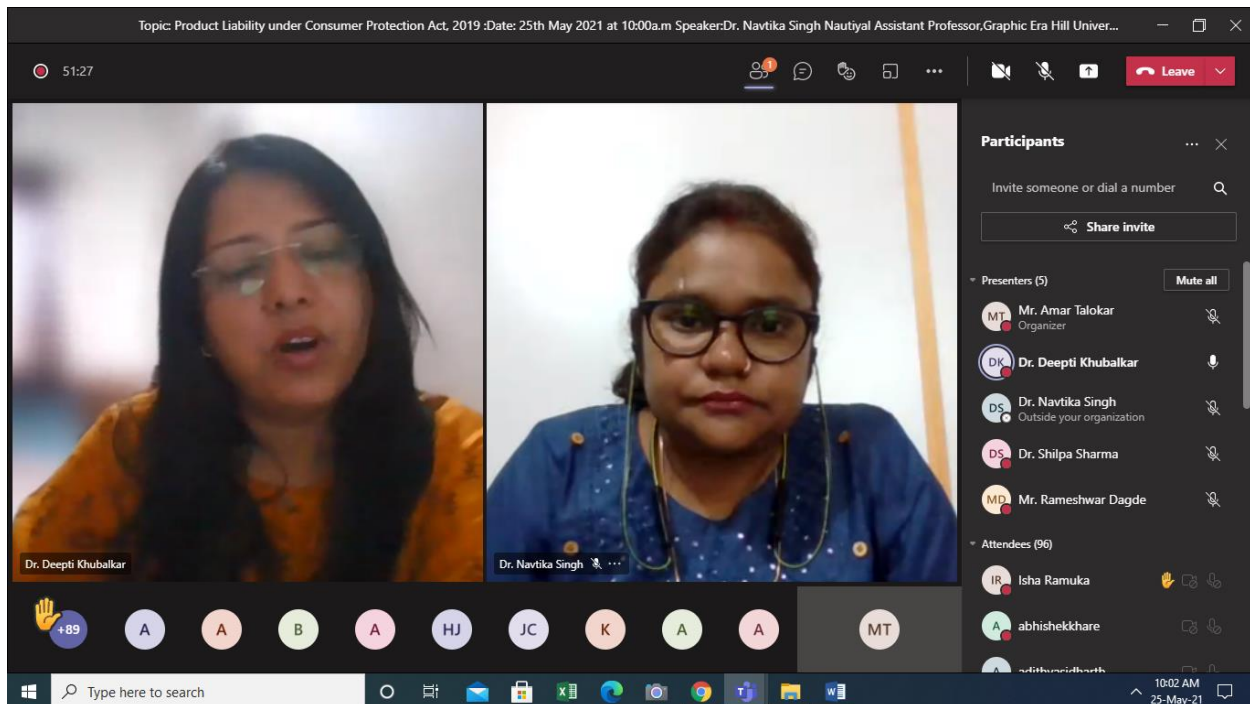 Topic: Product Liability under Consumer Protection Act, 2019 :Date: 25th May 2021 at 10:00a.m Speaker:Dr. Navtika Singh Nautiyal Assistant Professor,Graphic Era Hill Univer...
51:27
1
Leave
Participants
Invite someone or dial a number
Share invite
Presenters (5)
Mute all
MT
Mr. Amar Talokar
Organizer
DK
Dr. Deepti Khubalkar
DS
Dr. Navtika Singh
Outside your organization
DS
Dr. Shilpa Sharma
MD
Mr. Rameshwar Dagde
Attendees (96)
IR
Isha Ramuka
A
abhishekkhare
A
adithyasidharth
Dr. Deepti Khubalkar
Dr. Navtika Singh
+89
A
A
B
A
HJ
JC
K
A
A
MT
Type here to search
10:02 AM
25-May-21